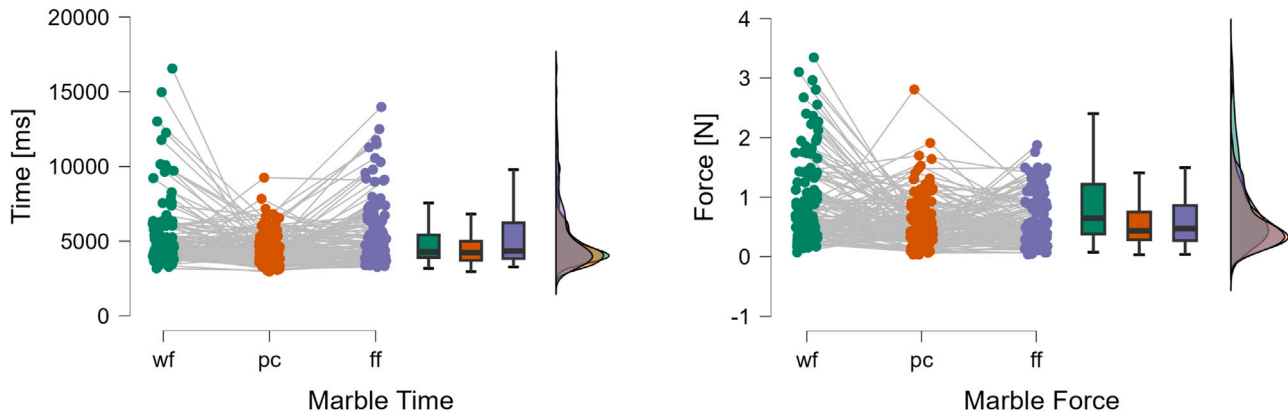 20000
15000
10000
5000
0
Time [ms]
wf pc ff
Marble Time
4
3
2
1
0
-1
Force [N]
wf pc ff
Marble Force